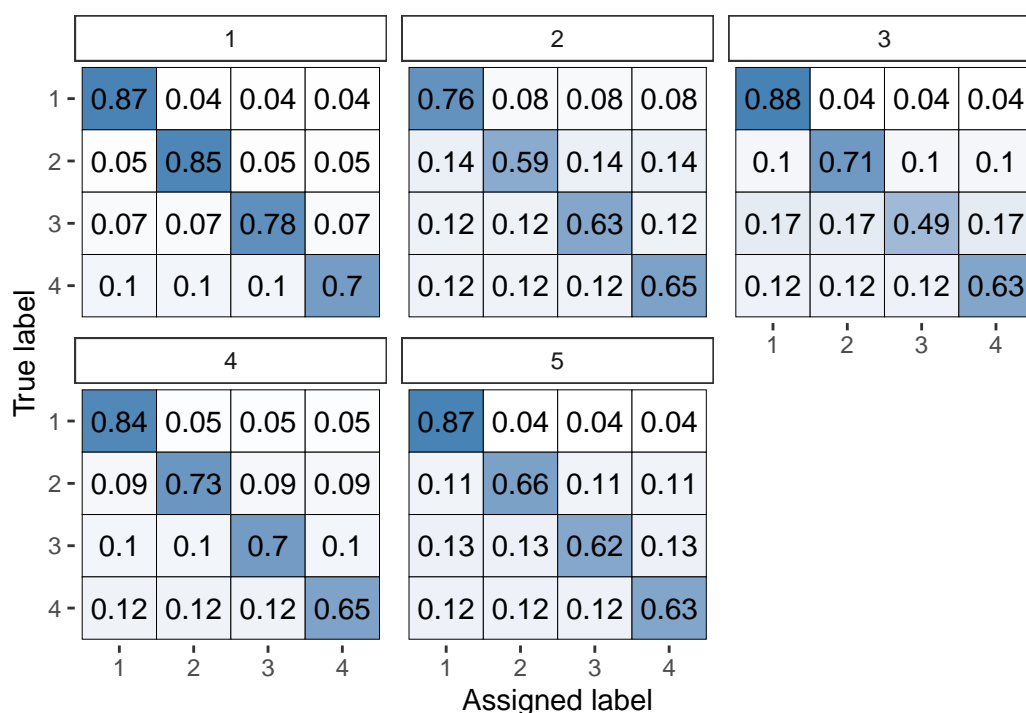 1
1 0.87 0.04 0.04 0.04
2 0.05 0.85 0.05 0.05
3 0.07 0.07 0.78 0.07
4 0.1 0.1 0.1 0.7
2
0.76 0.08 0.08 0.08
0.14 0.59 0.14 0.14
0.12 0.12 0.63 0.12
0.12 0.12 0.12 0.65
3
0.88 0.04 0.04 0.04
0.1 0.71 0.1 0.1
0.17 0.17 0.49 0.17
0.12 0.12 0.12 0.63
1 2 3 4
4
1 0.84 0.05 0.05 0.05
2 0.09 0.73 0.09 0.09
3 0.1 0.1 0.7 0.1
4 0.12 0.12 0.12 0.65
1 2 3 4
5
0.87 0.04 0.04 0.04
0.11 0.66 0.11 0.11
0.13 0.13 0.62 0.13
0.12 0.12 0.12 0.63
1 2 3 4
True label
Assigned label